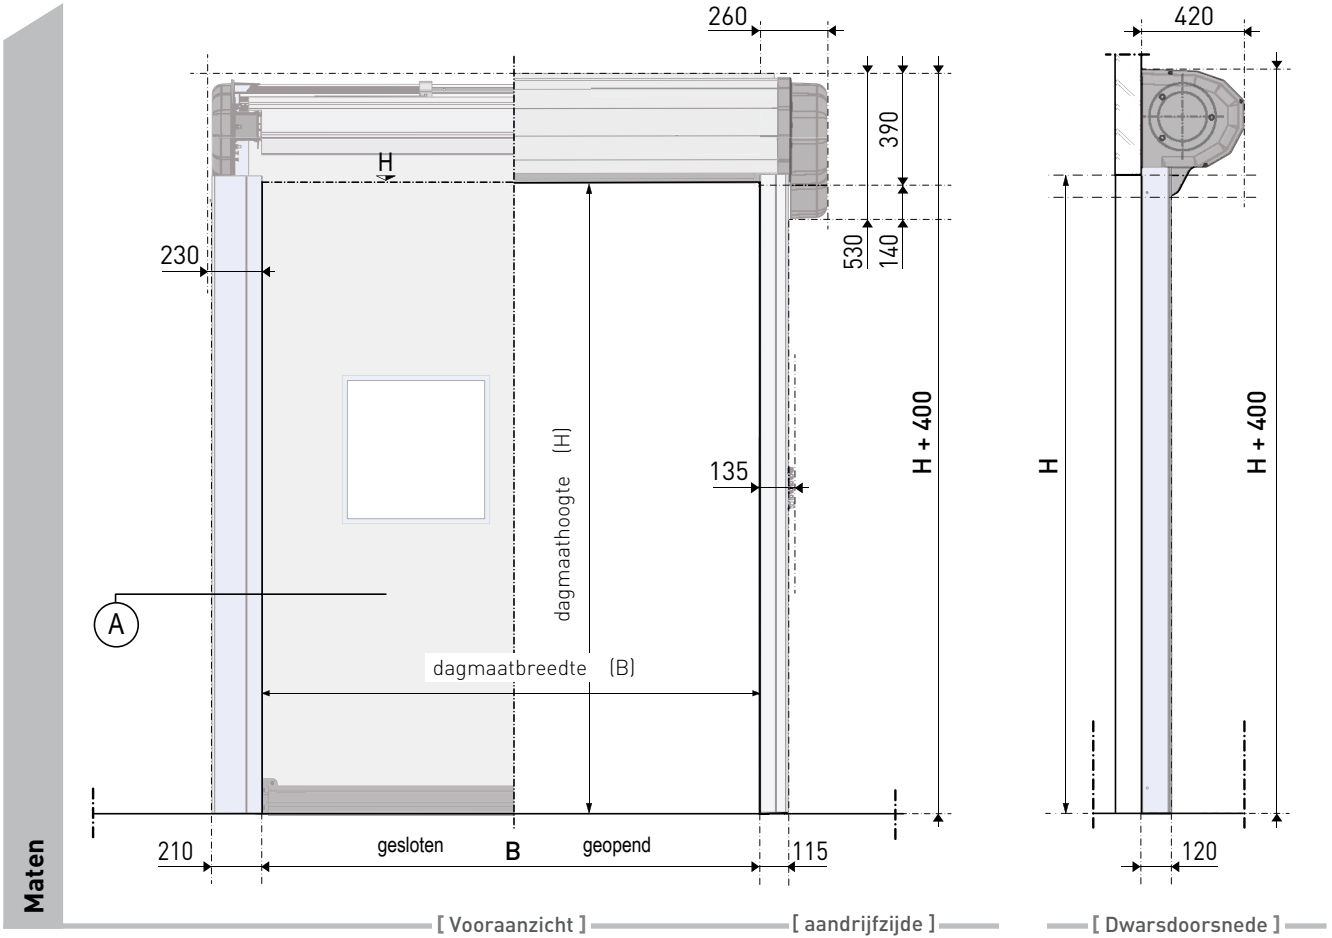 260
420
390
H
230
530
140
dagmaathoogte (H)
H + 400
H
H + 400
135
A
dagmaatbreedte (B)
210
gesloten
B
geopend
115
120
Maten
[ Vooraanzicht ]
[ aandrijfzijde ]
[ Dwarsdoorsnede ]